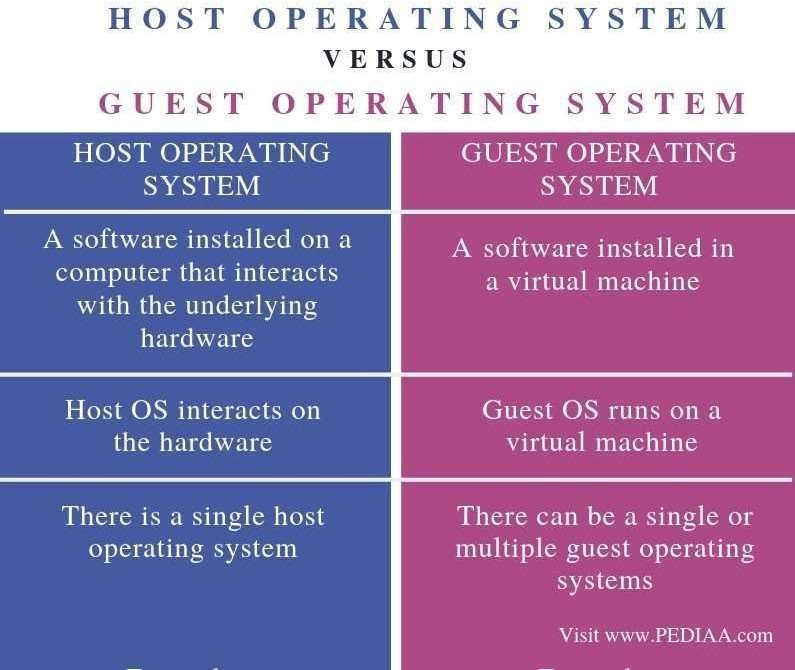 HOST OPERATING SYSTEM
VERSUS
GUEST OPERATING SYSTEM
HOST OPERATING
SYSTEM
GUEST OPERATING
SYSTEM
A software installed on a
computer that interacts
with the underlying
hardware
A software installed in
a virtual machine
Host OS interacts on
the hardware
Guest OS runs on a
virtual machine
There is a single host
operating system
There can be a single or
multiple guest operating
systems
Visit www.PEDIAA.com